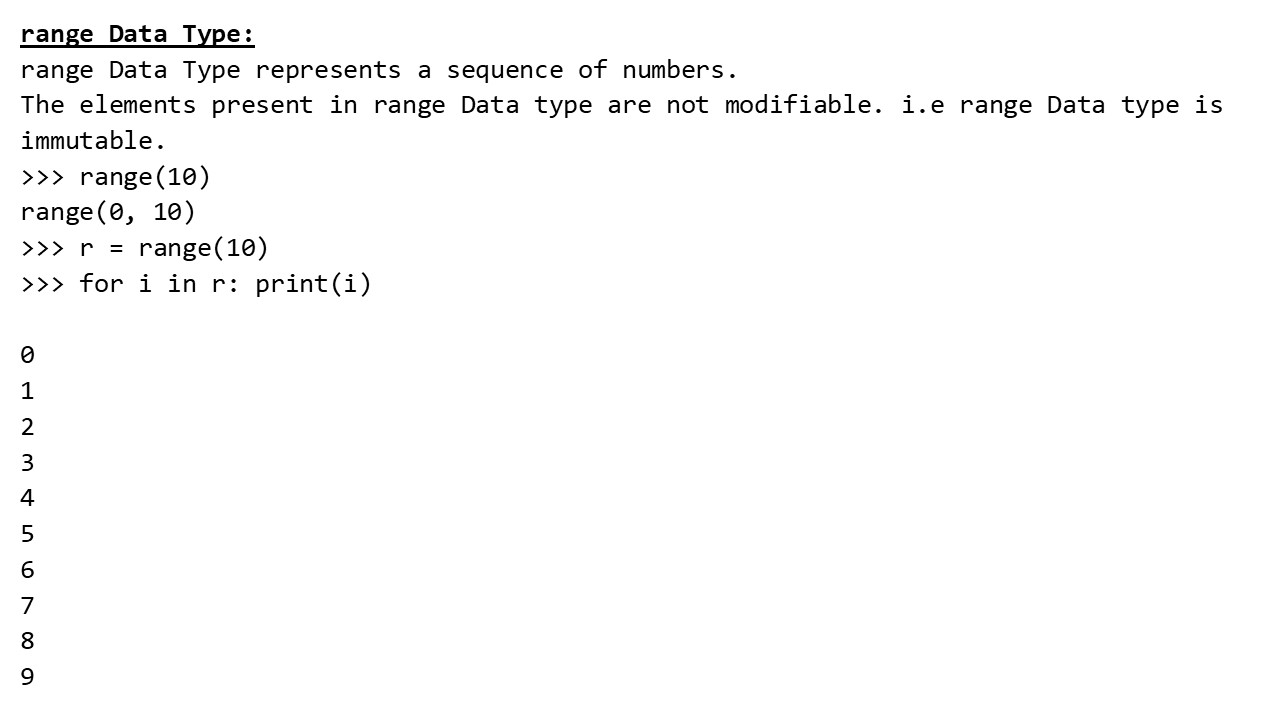 range Data Type:
range Data Type represents a sequence of numbers.
The elements present in range Data type are not modifiable. i.e range Data type is
immutable.
>>> range(10)
range(0, 10)
>>> r = range(10)
>>> for i in r: print(i)
0
1
2
3
4
5
6
7
8
9